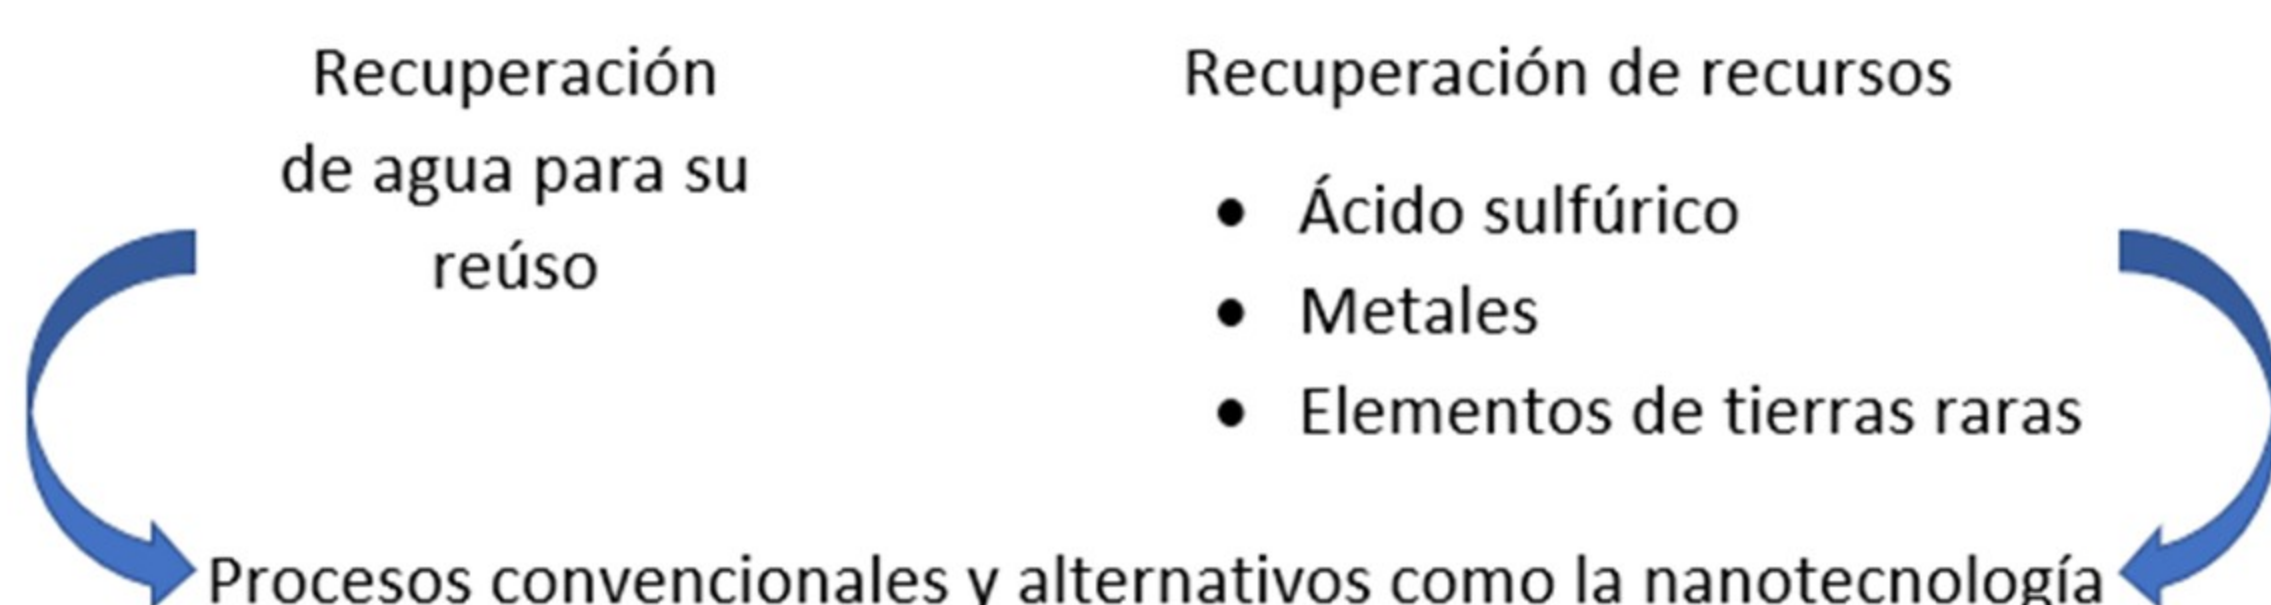 Recuperación
de agua para su
reúso
Recuperación de recursos
• Ácido sulfúrico
• Metales
• Elementos de tierras raras
Procesos convencionales y alternativos como la nanotecnología